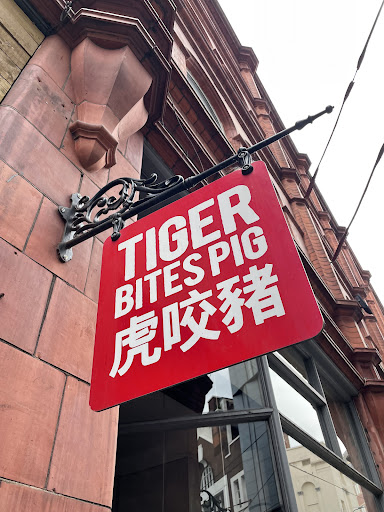 TIGER
BITES PIG
虎咬豬